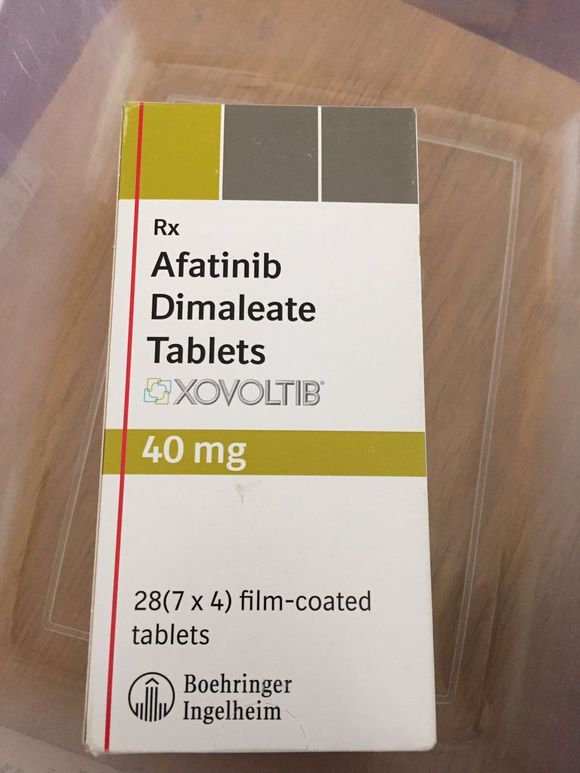 Rx
Afatinib
Dimaleate
Tablets
XOVOLTIB®
40 mg
28(7 x 4) film-coated
tablets
Boehringer
Ingelheim